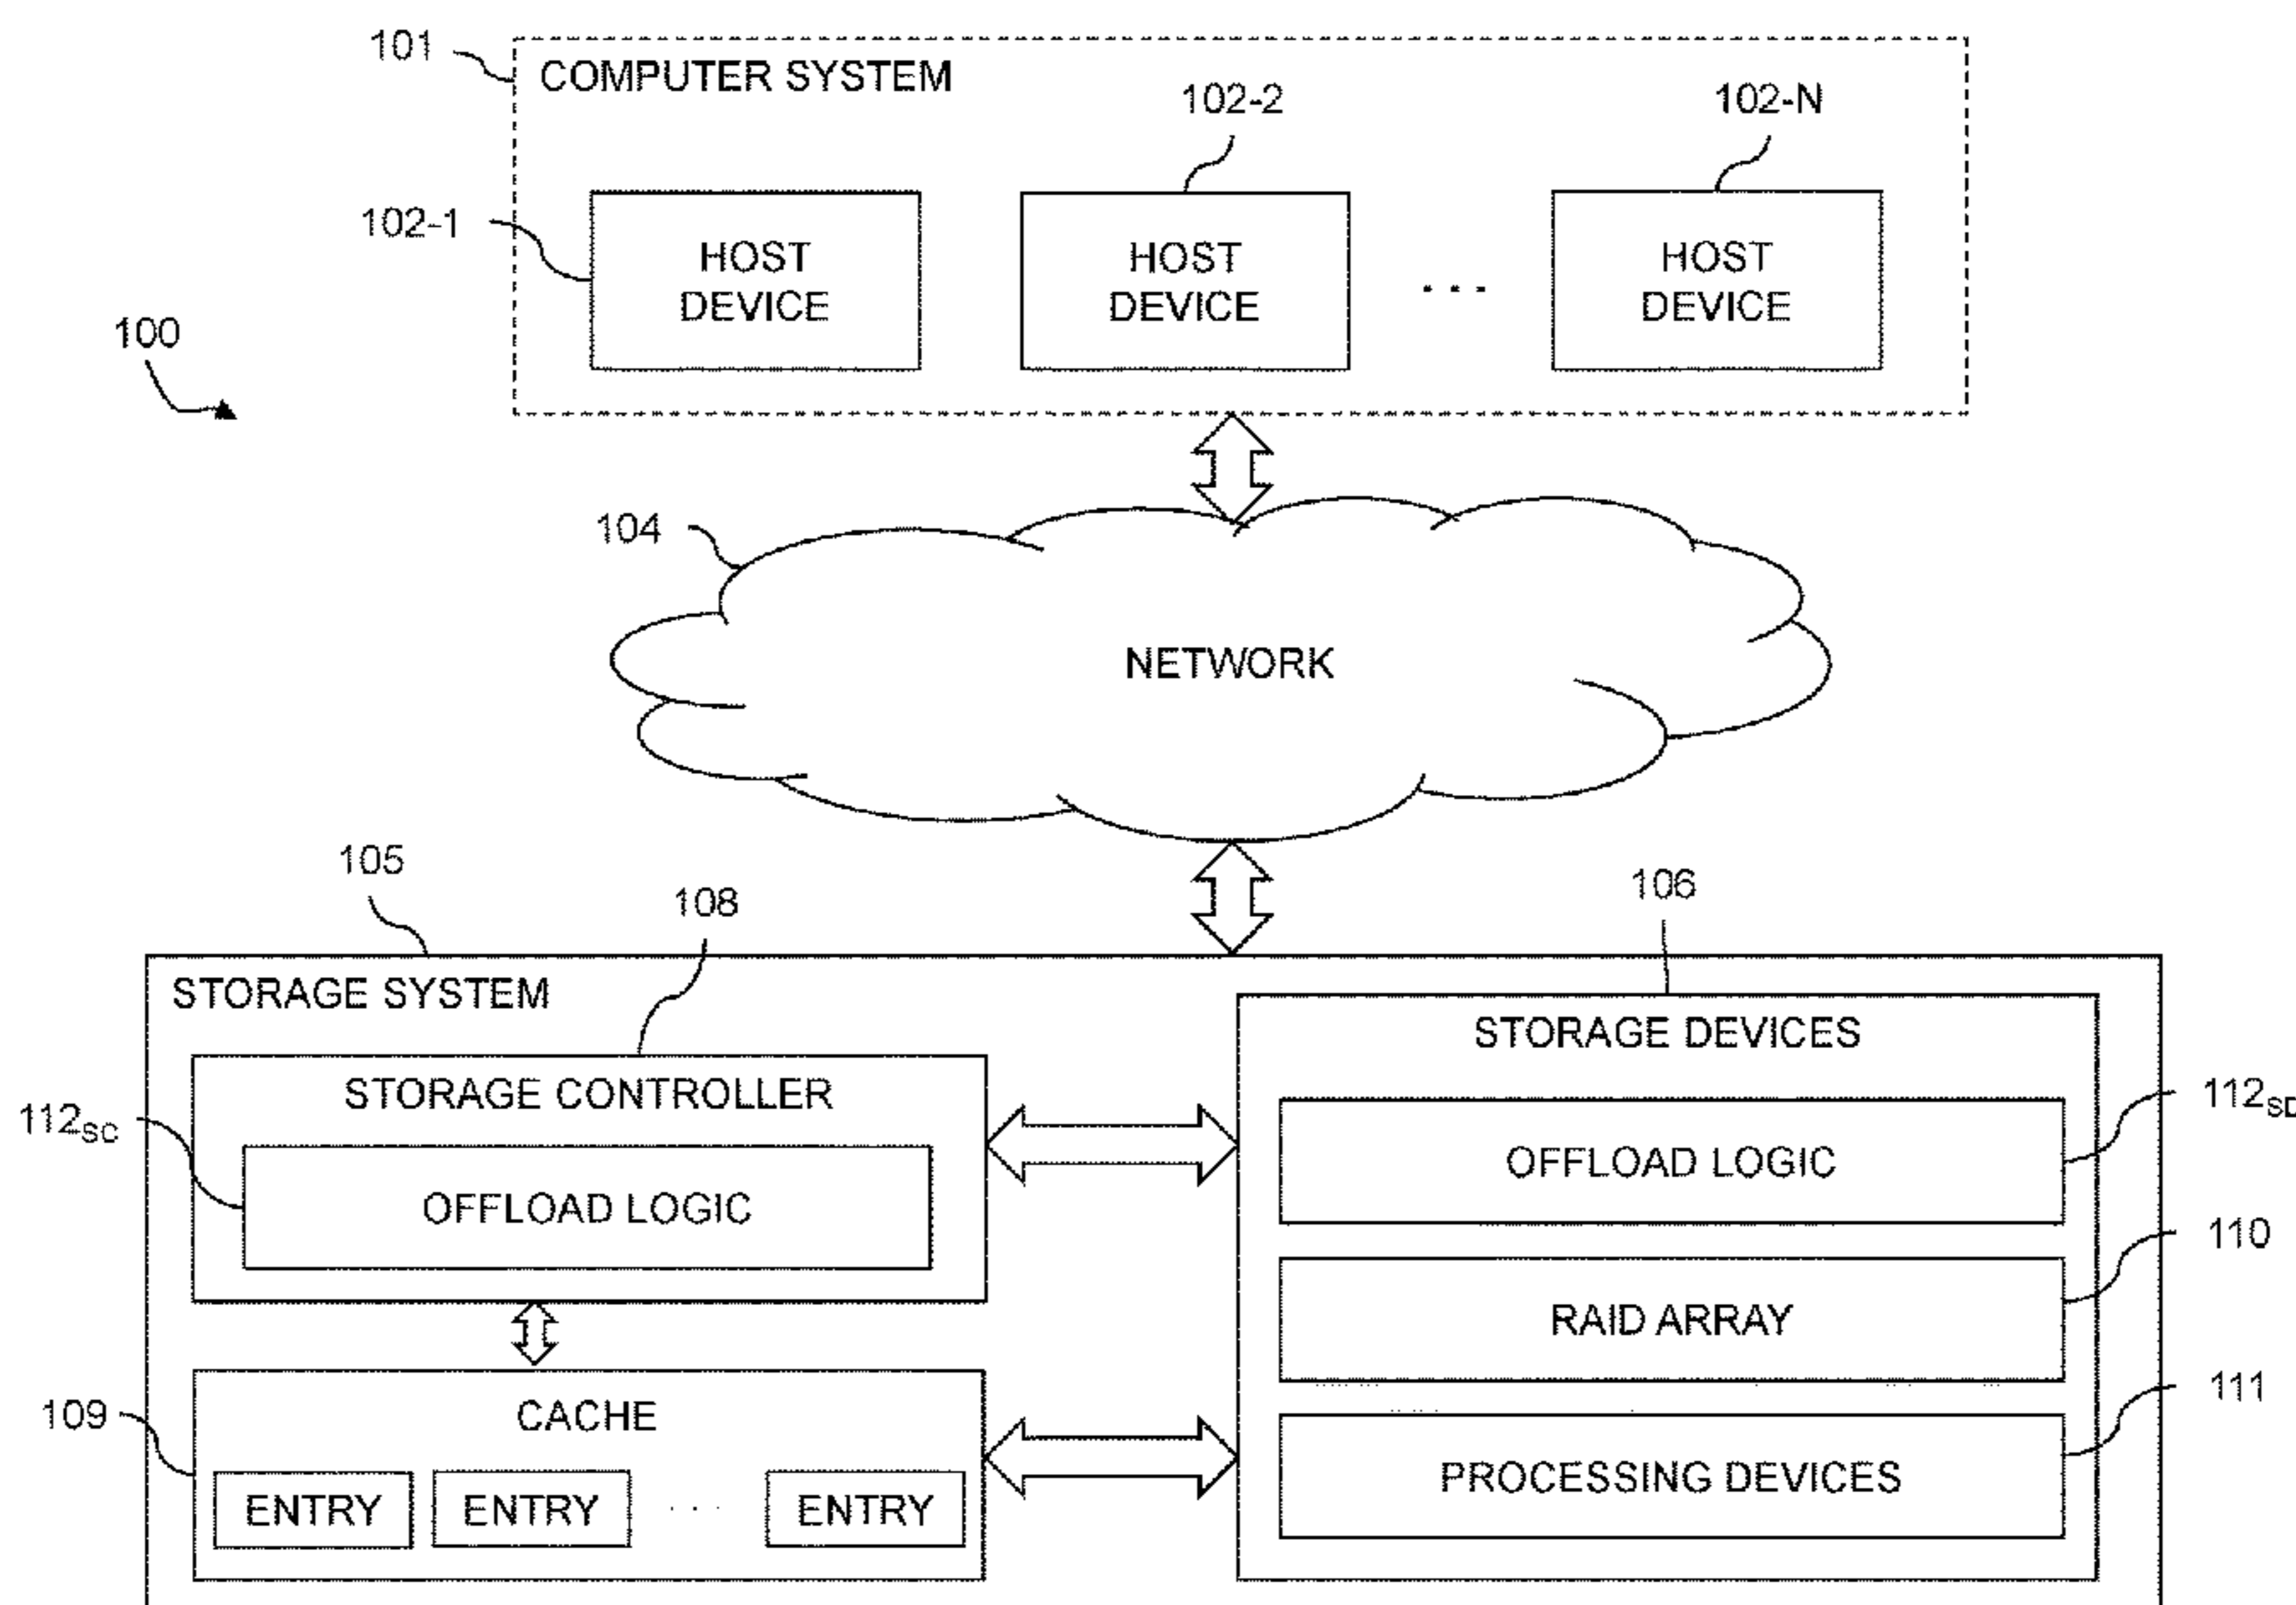 101
COMPUTER SYSTEM
102-2
102-N
102-1
HOST
DEVICE
HOST
DEVICE
. . .
HOST
DEVICE
100
104
NETWORK
105
108
106
STORAGE SYSTEM
STORAGE DEVICES
STORAGE CONTROLLER
112SC
112SD
OFFLOAD LOGIC
OFFLOAD LOGIC
110
RAID ARRAY
109
CACHE
111
PROCESSING DEVICES
ENTRY
ENTRY
. . .
ENTRY